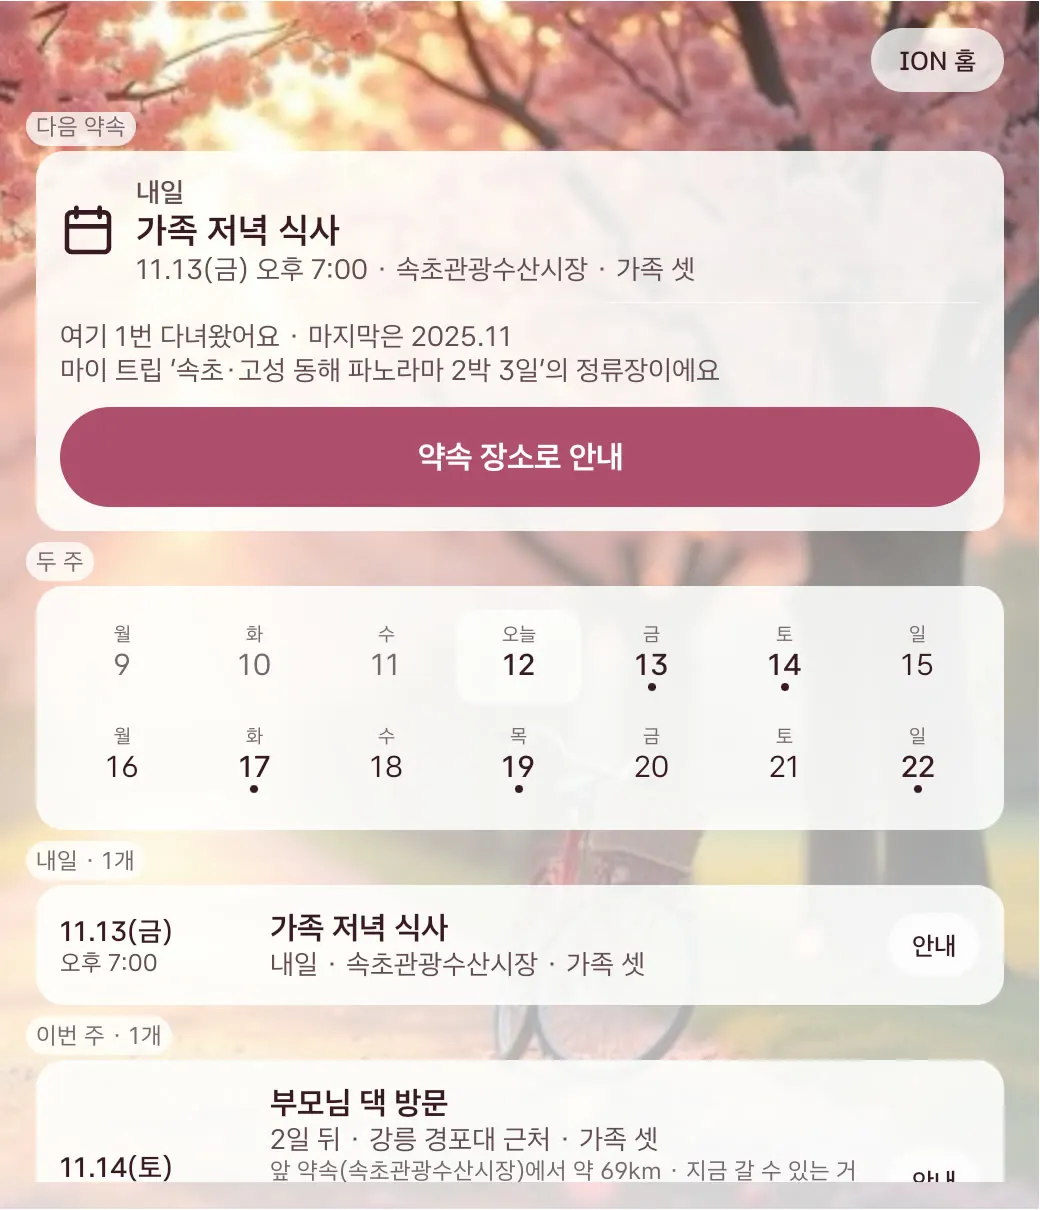 ION 홈
다음 약속
내일
가족 저녁 식사
11.13(금) 오후 7:00 · 속초관광수산시장 · 가족 셋
여기 1번 다녀왔어요 · 마지막은 2025.11
마이 트립 ‘속초·고성 동해 파노라마 2박 3일’의 정류장이에요
약속 장소로 안내
두 주
월 화 수 오늘 금 토 일
9 10 11 12 13 14 15
월 화 수 목 금 토 일
16 17 18 19 20 21 22
내일 · 1개
11.13(금)
오후 7:00
가족 저녁 식사
내일 · 속초관광수산시장 · 가족 셋
안내
이번 주 · 1개
부모님 댁 방문
2일 뒤 · 강릉 경포대 근처 · 가족 셋
11.14(토)
앞 약속(속초관광수산시장)에서 약 69km · 지금 갈 수 있는 거
안내